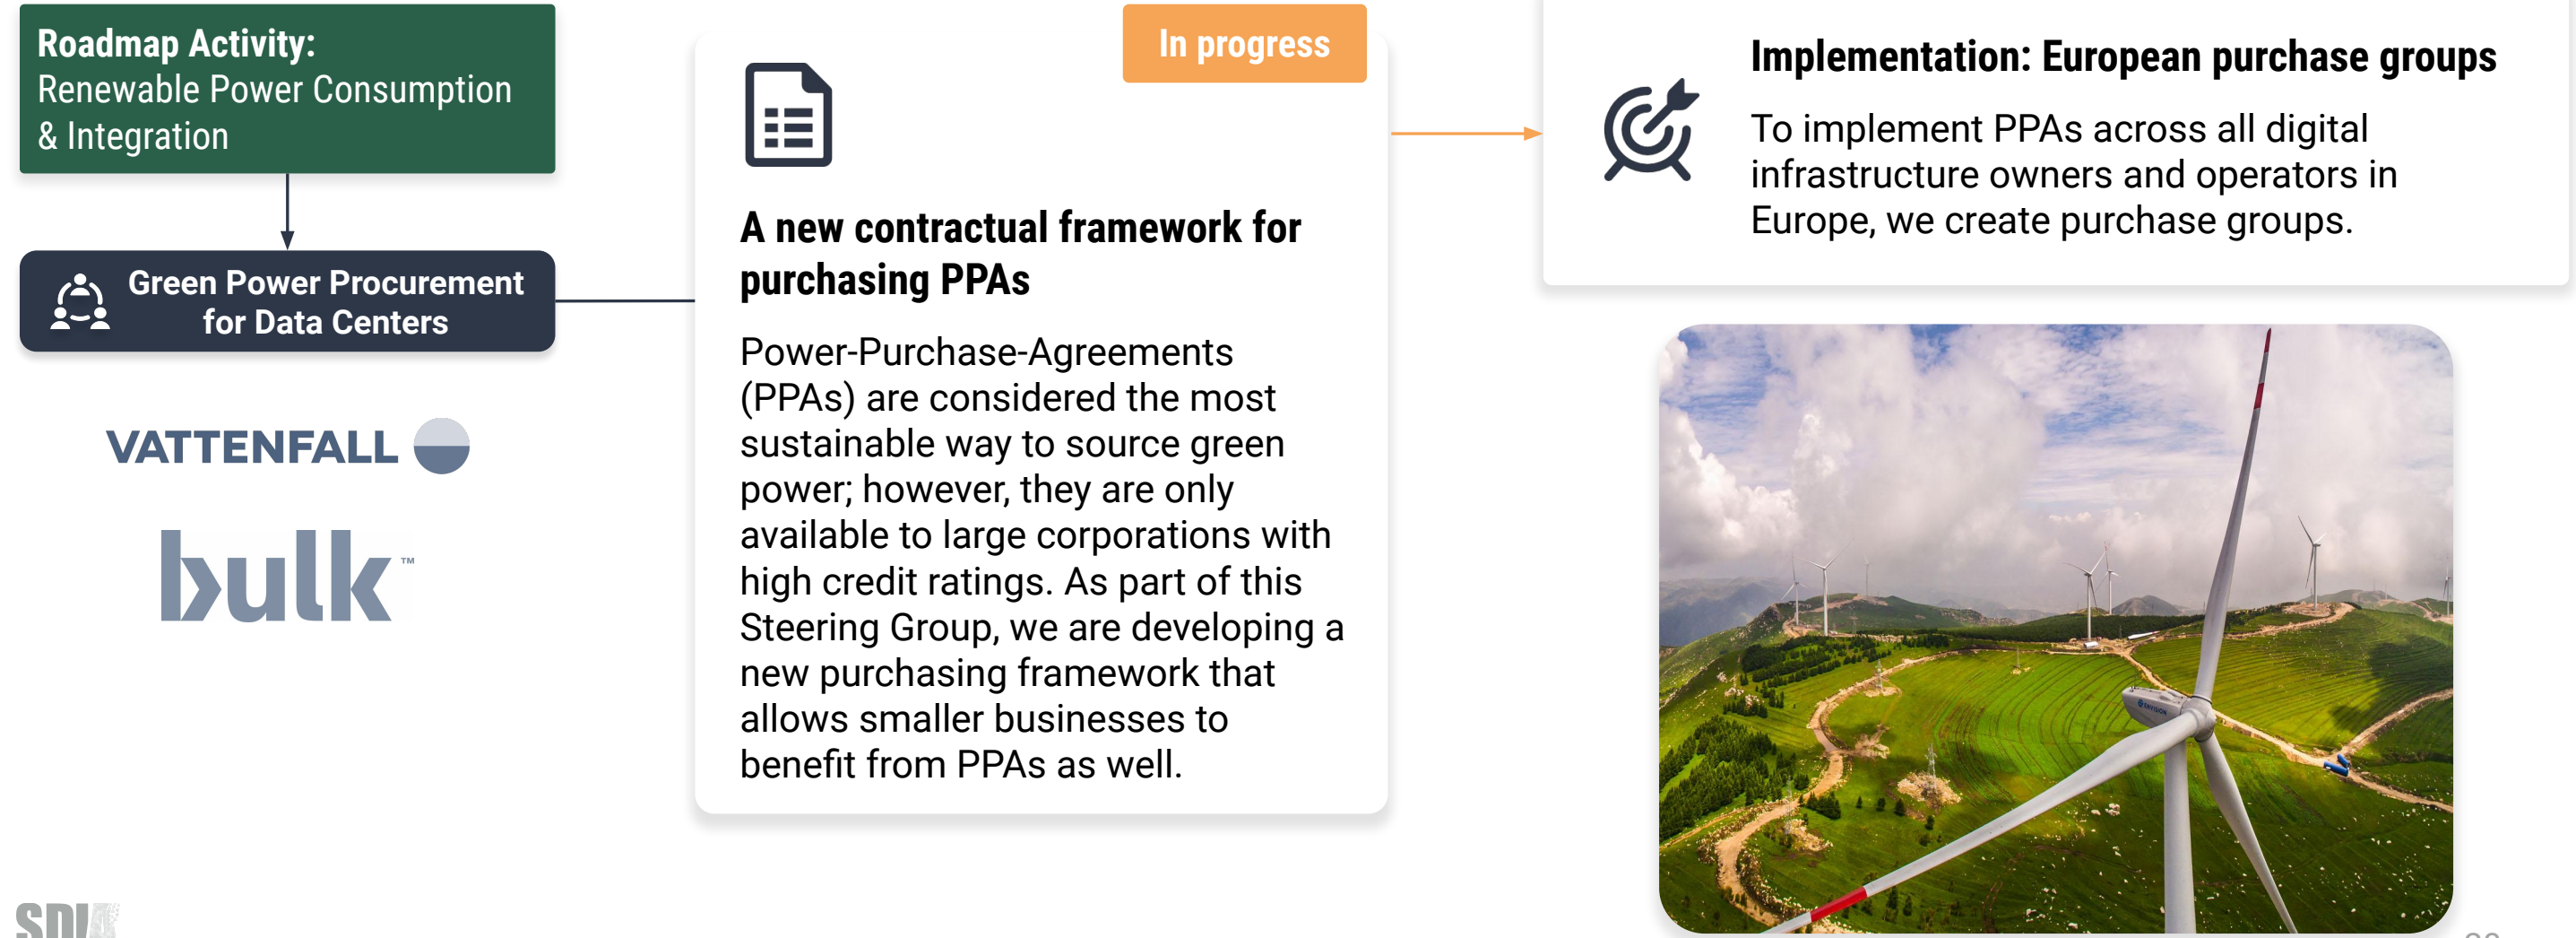 Roadmap Activity:
Renewable Power Consumption
& Integration
Green Power Procurement
for Data Centers
VATTENFALL
bulk™
In progress
A new contractual framework for
purchasing PPAs
Power-Purchase-Agreements
(PPAs) are considered the most
sustainable way to source green
power; however, they are only
available to large corporations with
high credit ratings. As part of this
Steering Group, we are developing a
new purchasing framework that
allows smaller businesses to
benefit from PPAs as well.
Implementation: European purchase groups
To implement PPAs across all digital
infrastructure owners and operators in
Europe, we create purchase groups.
ENVISION